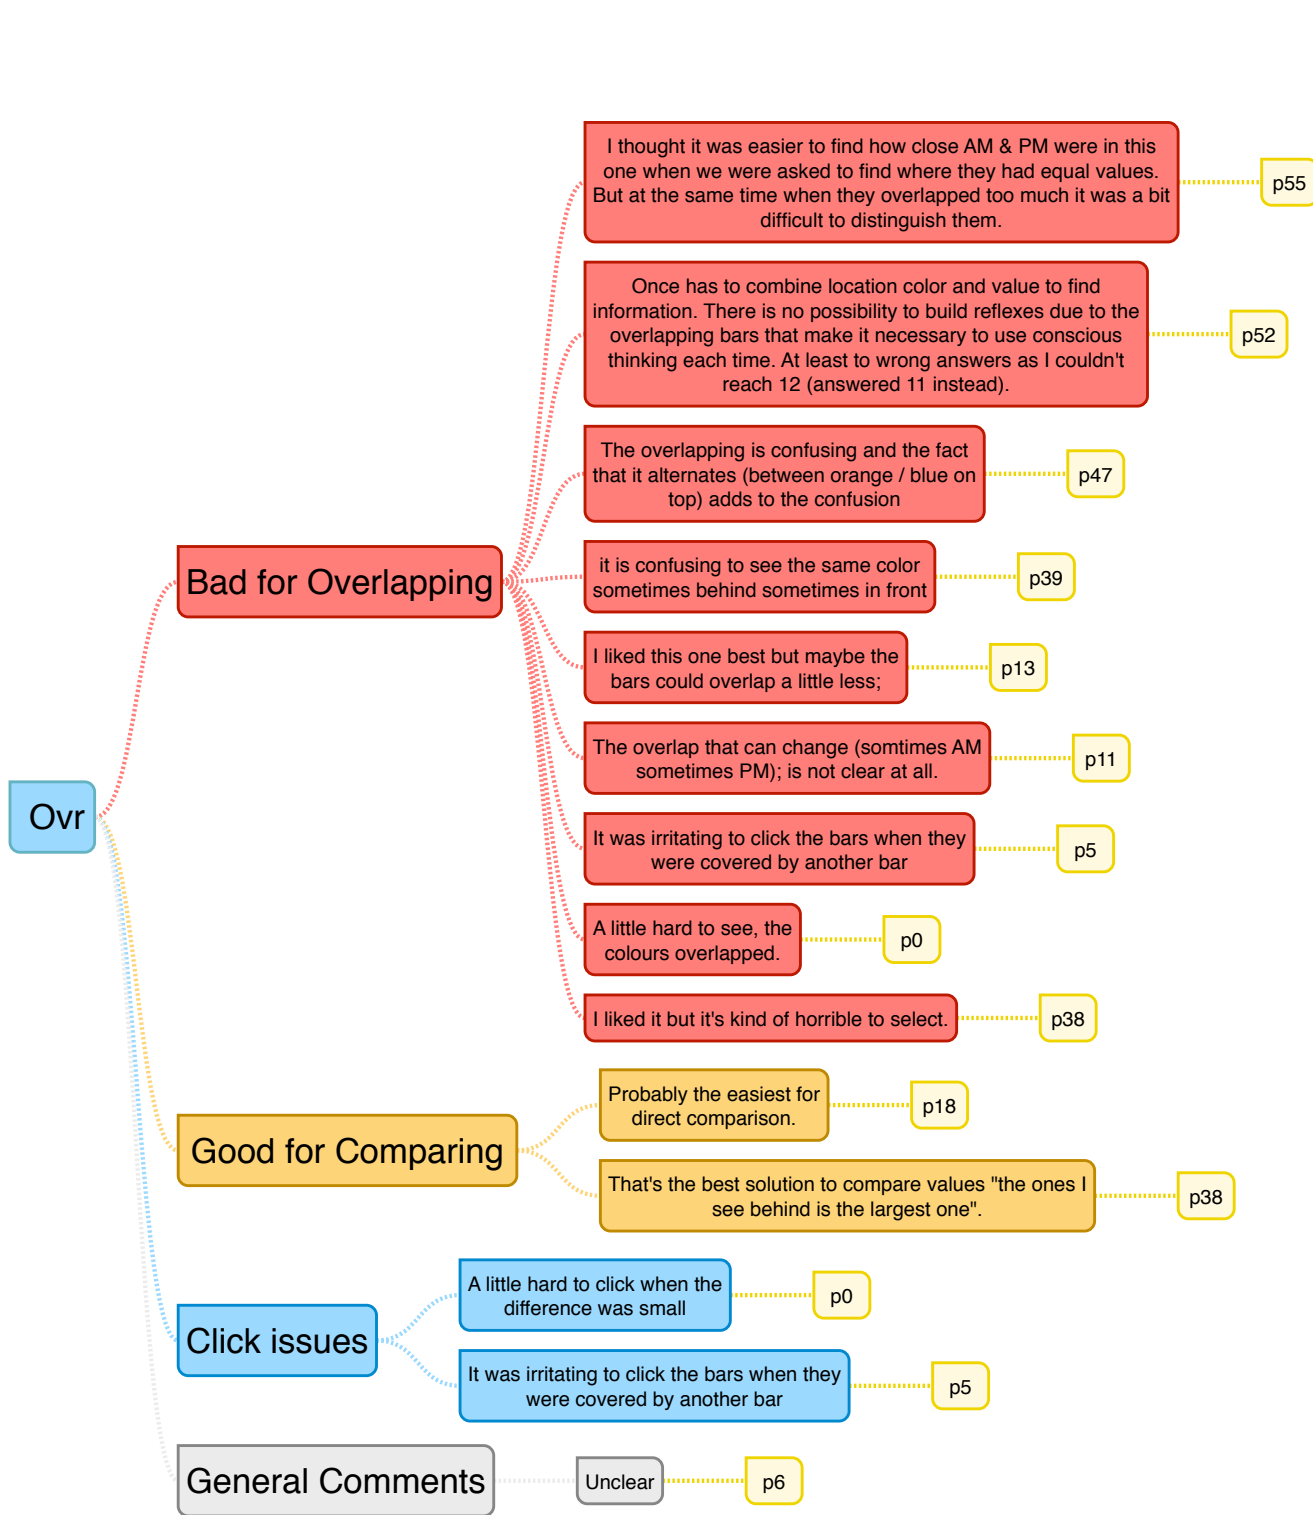 Ovr
Bad for Overlapping
I thought it was easier to find how close AM & PM were in this
one when we were asked to find where they had equal values.
But at the same time when they overlapped too much it was a bit
difficult to distinguish them.
p55
Once has to combine location color and value to find
information. There is no possibility to build reflexes due to the
overlapping bars that make it necessary to use conscious
thinking each time. At least to wrong answers as I couldn't
reach 12 (answered 11 instead).
p52
The overlapping is confusing and the fact
that it alternates (between orange / blue on
top) adds to the confusion
p47
it is confusing to see the same color
sometimes behind sometimes in front
p39
I liked this one best but maybe the
bars could overlap a little less;
p13
The overlap that can change (somtimes AM
sometimes PM); is not clear at all.
p11
It was irritating to click the bars when they
were covered by another bar
p5
A little hard to see, the
colours overlapped.
p0
I liked it but it's kind of horrible to select.
p38
Good for Comparing
Probably the easiest for
direct comparison.
p18
That's the best solution to compare values "the ones I
see behind is the largest one".
p38
Click issues
A little hard to click when the
difference was small
p0
It was irritating to click the bars when they
were covered by another bar
p5
General Comments
Unclear
p6